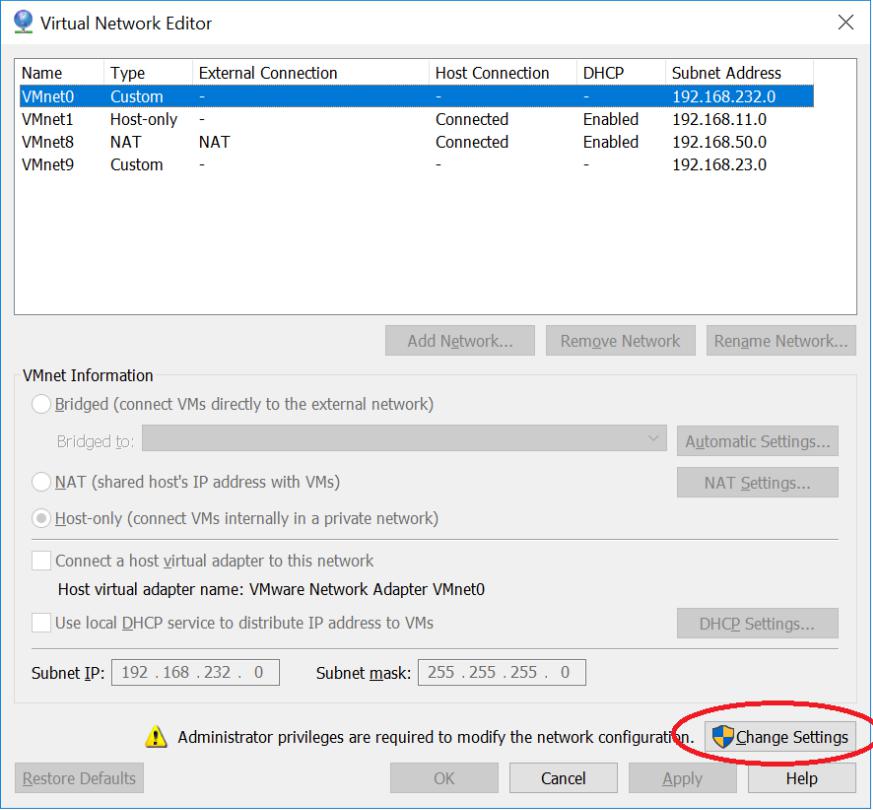 Virtual Network Editor
Name Type External Connection Host Connection DHCP Subnet Address
VMnet0 Custom - - - 192.168.232.0
VMnet1 Host-only - Connected Enabled 192.168.11.0
VMnet8 NAT NAT Connected Enabled 192.168.50.0
VMnet9 Custom - - - 192.168.23.0
Add Network... Remove Network Rename Network...
VMnet Information
Bridged (connect VMs directly to the external network)
Bridged to: Automatic Settings...
NAT (shared host's IP address with VMs) NAT Settings...
Host-only (connect VMs internally in a private network)
Connect a host virtual adapter to this network
Host virtual adapter name: VMware Network Adapter VMnet0
Use local DHCP service to distribute IP address to VMs DHCP Settings...
Subnet IP: 192 . 168 . 232 . 0 Subnet mask: 255 . 255 . 255 . 0
Administrator privileges are required to modify the network configuration. Change Settings
Restore Defaults OK Cancel Apply Help